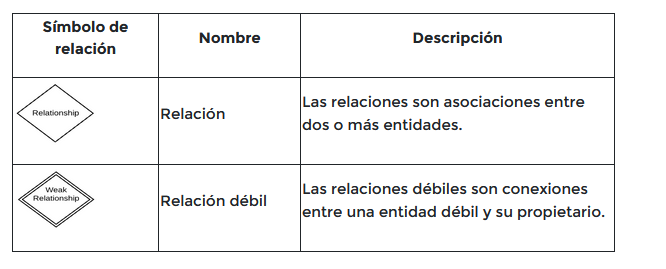 Símbolo de
relación
Nombre
Descripción
Relationship
Relación
Las relaciones son asociaciones entre
dos o más entidades.
Weak
Relationship
Relación débil
Las relaciones débiles son conexiones
entre una entidad débil y su propietario.